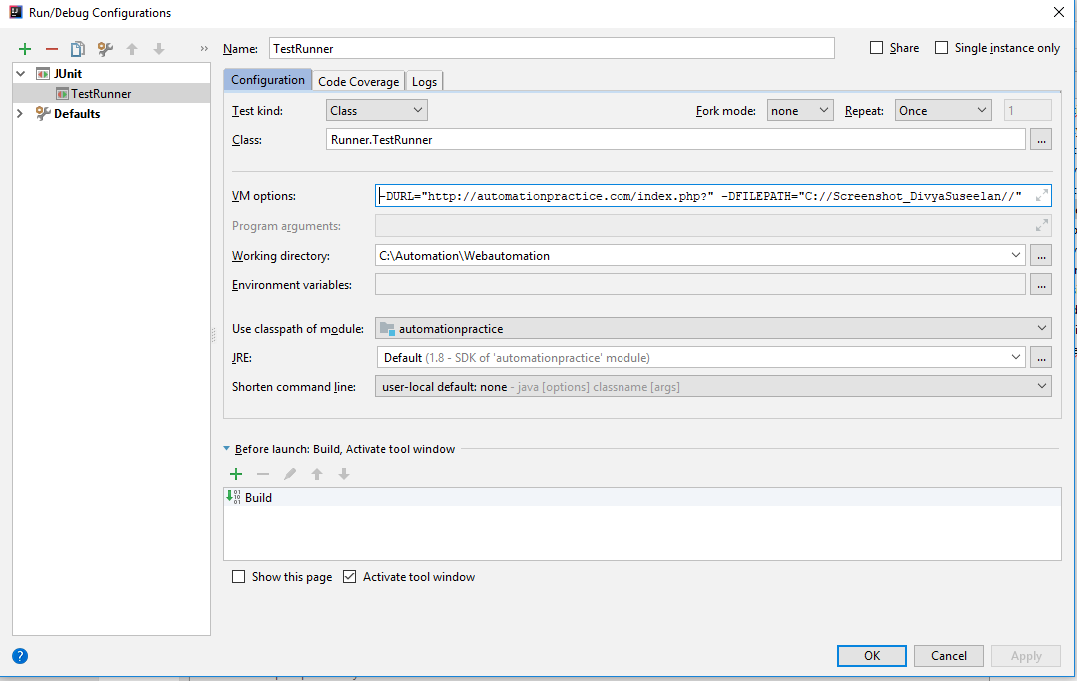 Run/Debug Configurations
Name: TestRunner Share Single instance only
JUnit
TestRunner
Defaults
Configuration Code Coverage Logs
Test kind: Class Fork mode: none Repeat: Once 1
Class: Runner.TestRunner ...
VM options: -DURL="http://automationpractice.com/index.php?" -DFILEPATH="C://Screenshot_DivyaSuseelan//"
Program arguments:
Working directory: C:\Automation\Webautomation ...
Environment variables: ...
Use classpath of module: automationpractice
JRE: Default (1.8 - SDK of 'automationpractice' module) ...
Shorten command line: user-local default: none - java [options] classname [args]
Before launch: Build, Activate tool window
Build
Show this page Activate tool window
? OK Cancel Apply